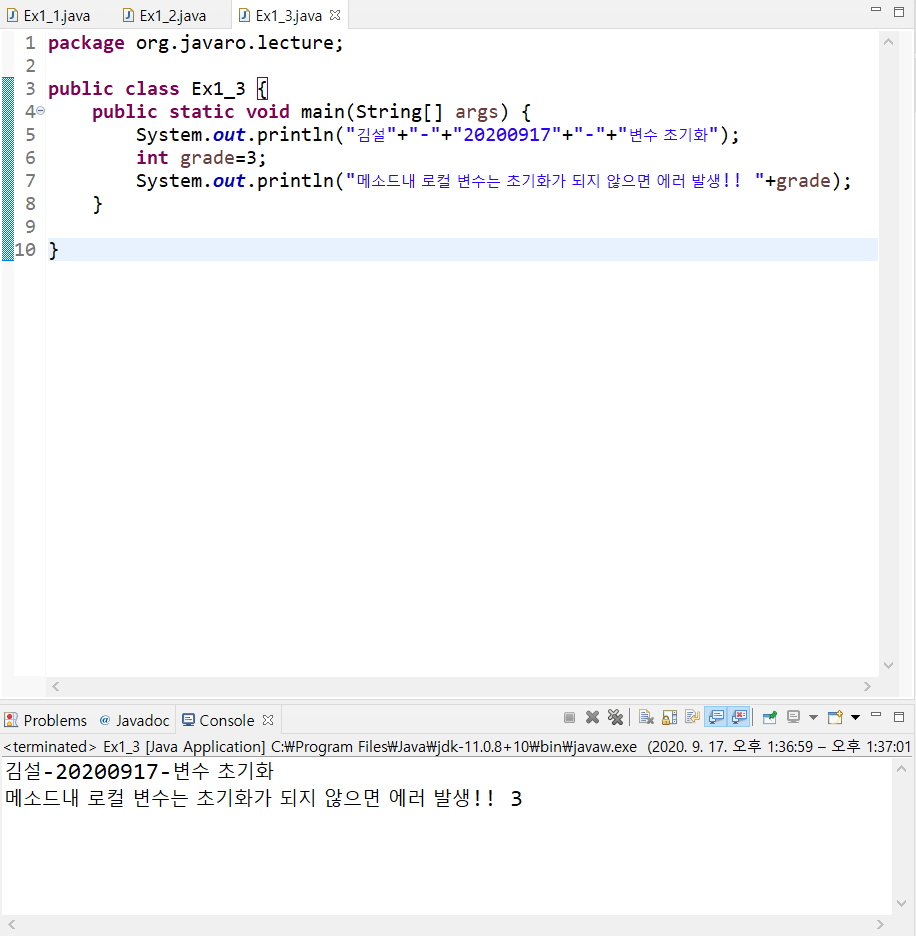 Ex1_1.java Ex1_2.java Ex1_3.java
1 package org.javaro.lecture;
2
3 public class Ex1_3 {
4 public static void main(String[] args) {
5 System.out.println("김설"+"-"+"20200917"+"-"+"변수 초기화");
6 int grade=3;
7 System.out.println("메소드내 로컬 변수는 초기화가 되지 않으면 에러 발생!! "+grade);
8 }
9
10 }
Problems @ Javadoc Console
<terminated> Ex1_3 [Java Application] C:₩Program Files₩Java₩jdk-11.0.8+10₩bin₩javaw.exe (2020. 9. 17. 오후 1:36:59 – 오후 1:37:01
김설-20200917-변수 초기화
메소드내 로컬 변수는 초기화가 되지 않으면 에러 발생!! 3